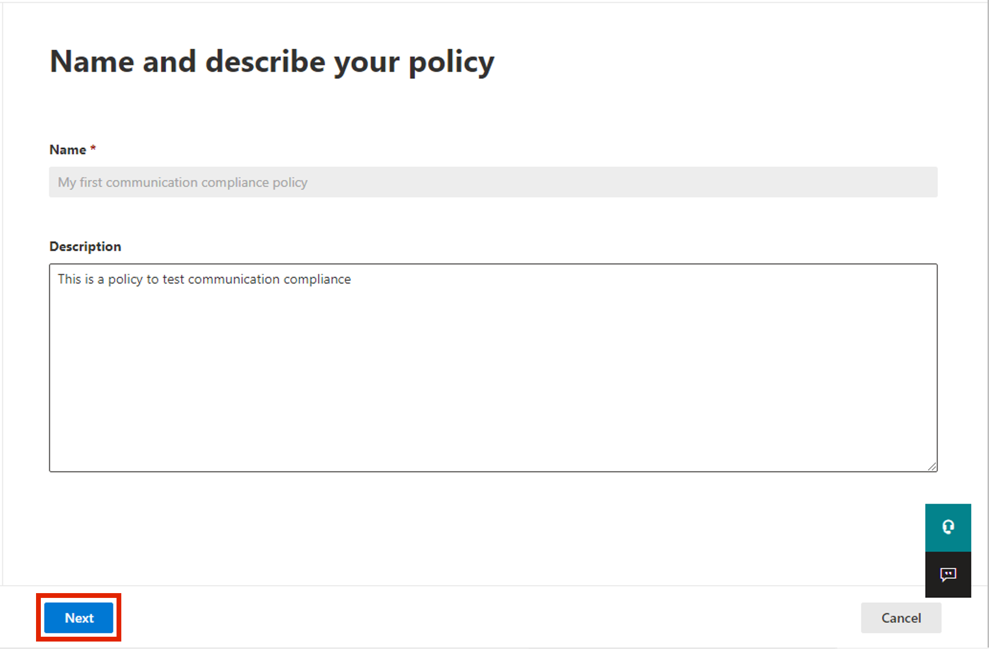 Name and describe your policy
Name *
My first communication compliance policy
Description
This is a policy to test communication compliance
Next
Cancel